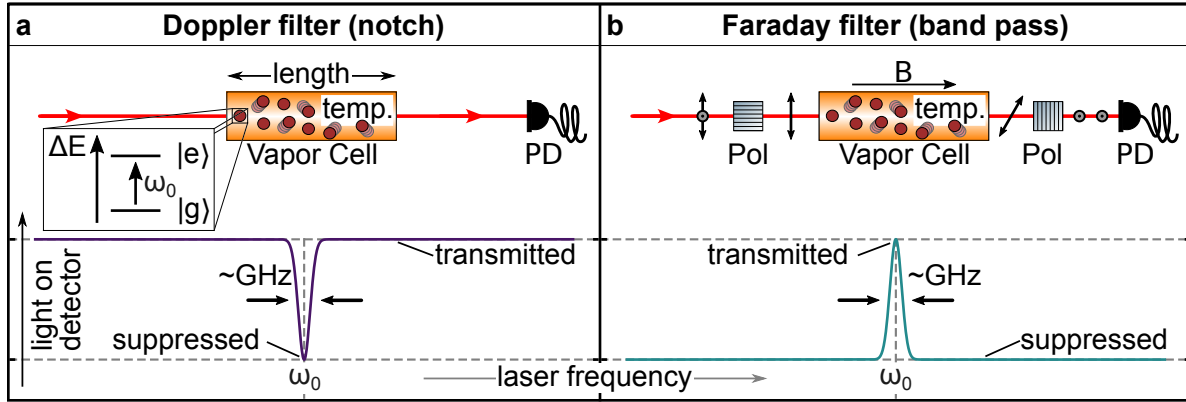 a Doppler filter (notch)
length
temp.
Vapor Cell
PD
ΔE
|e⟩
ω₀
|g⟩
light on
detector
transmitted
~GHz
suppressed
ω₀
b Faraday filter (band pass)
B
temp.
Pol
Vapor Cell
Pol
PD
transmitted
~GHz
suppressed
ω₀
laser frequency